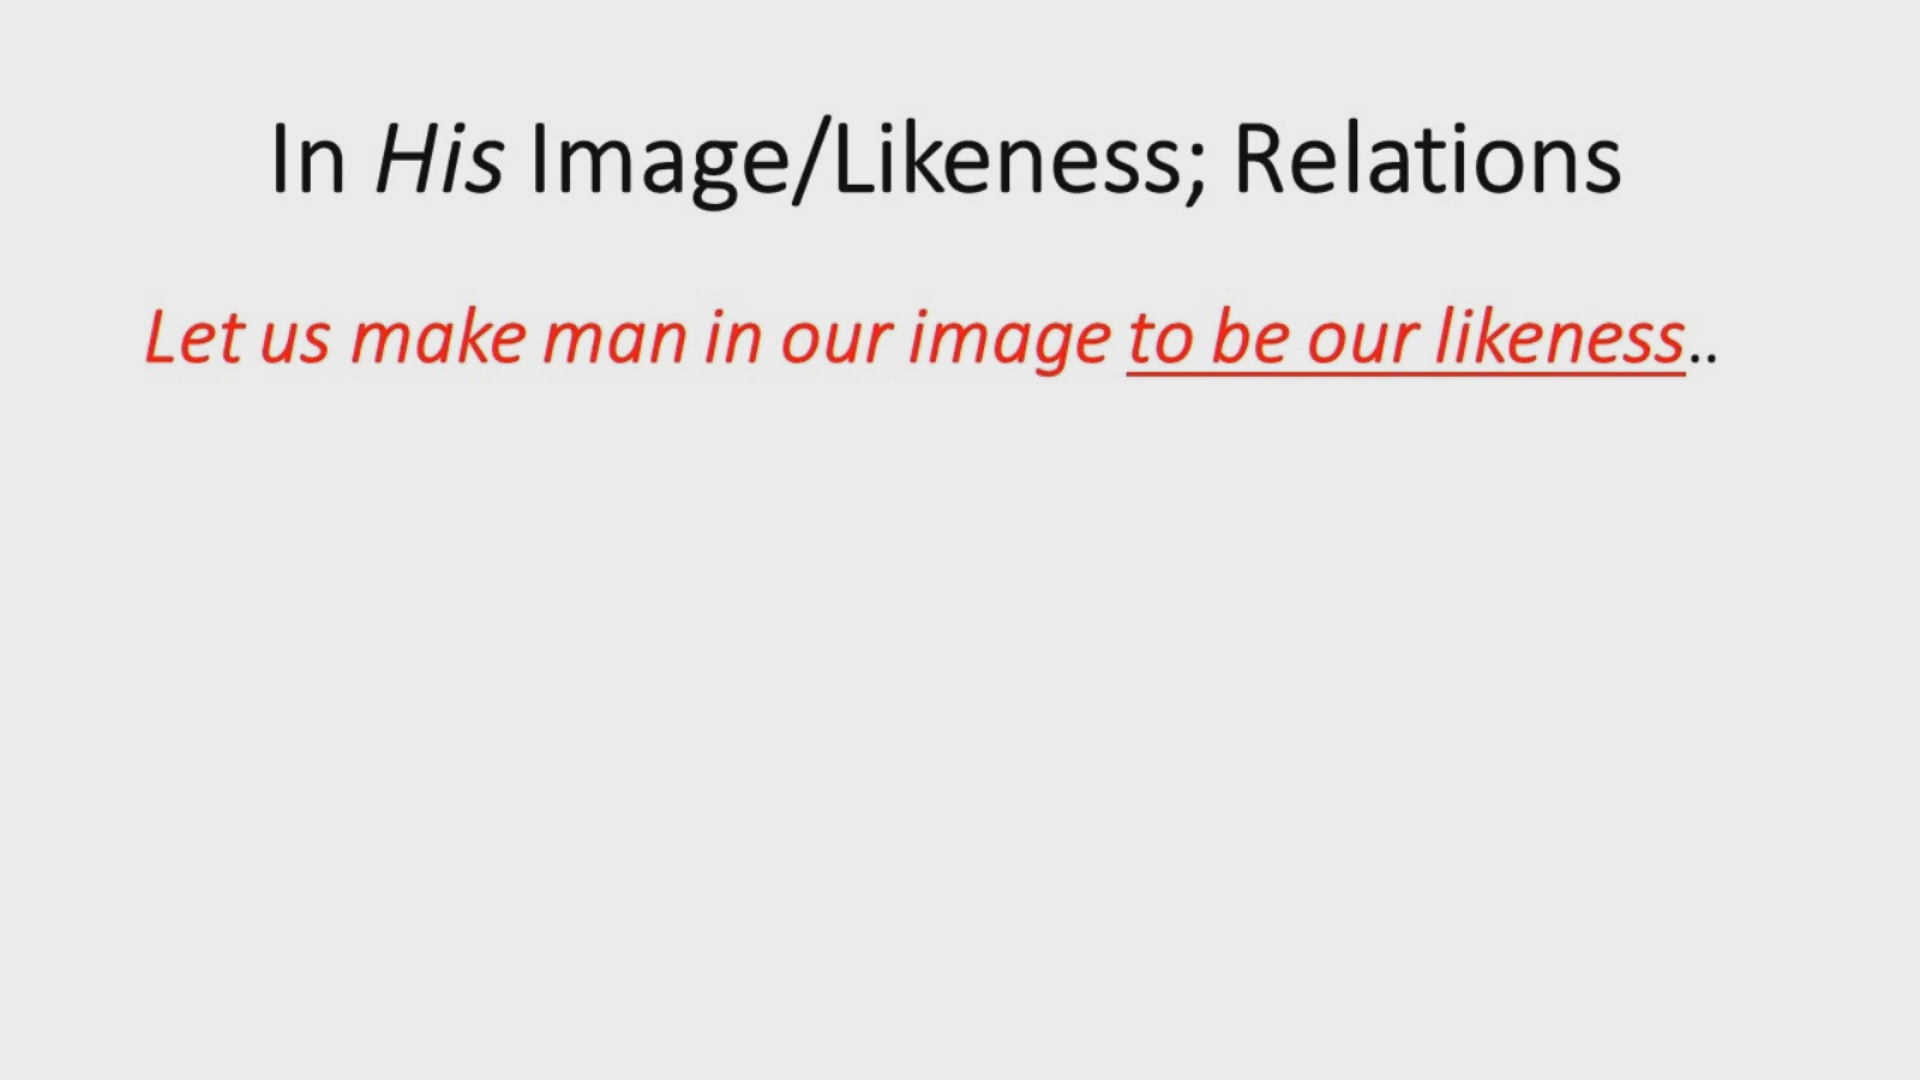 In His Image/Likeness; Relations
Let us make man in our image to be our likeness..